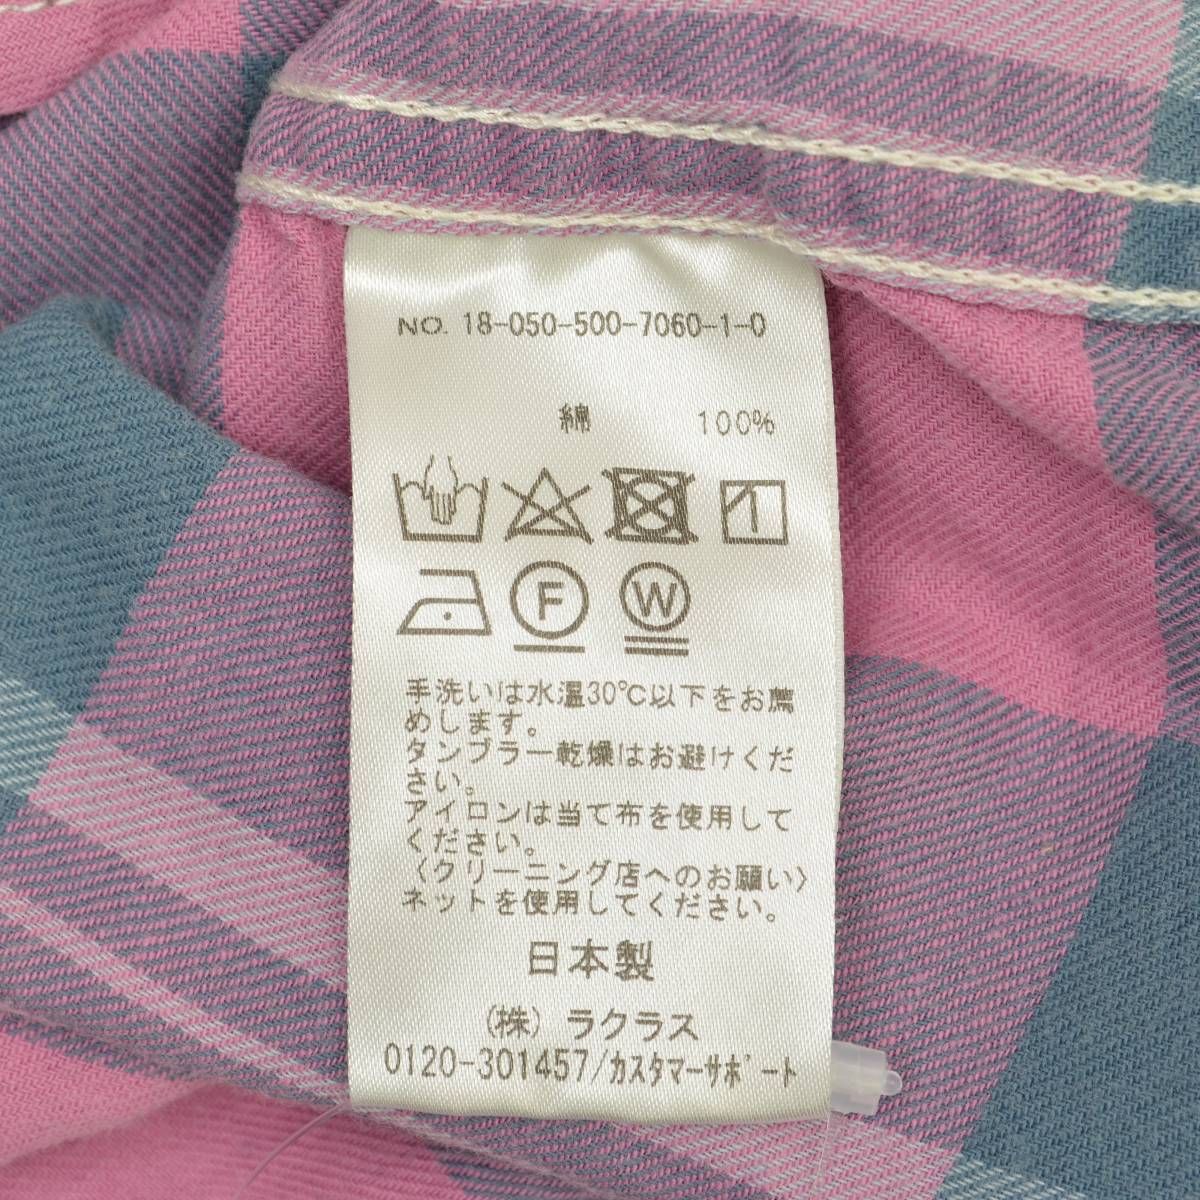 NO. 18-050-500-7060-1-0
綿 100%
F W
手洗いは水温30℃以下をお薦
めします。
タンブラー乾燥はお避けくだ
さい。
アイロンは当て布を使用して
ください。
〈クリーニング店へのお願い〉
ネットを使用してください。
日本製
(株) ラクラス
0120-301457/ｶｽﾀﾏｰｻﾎﾟｰﾄ